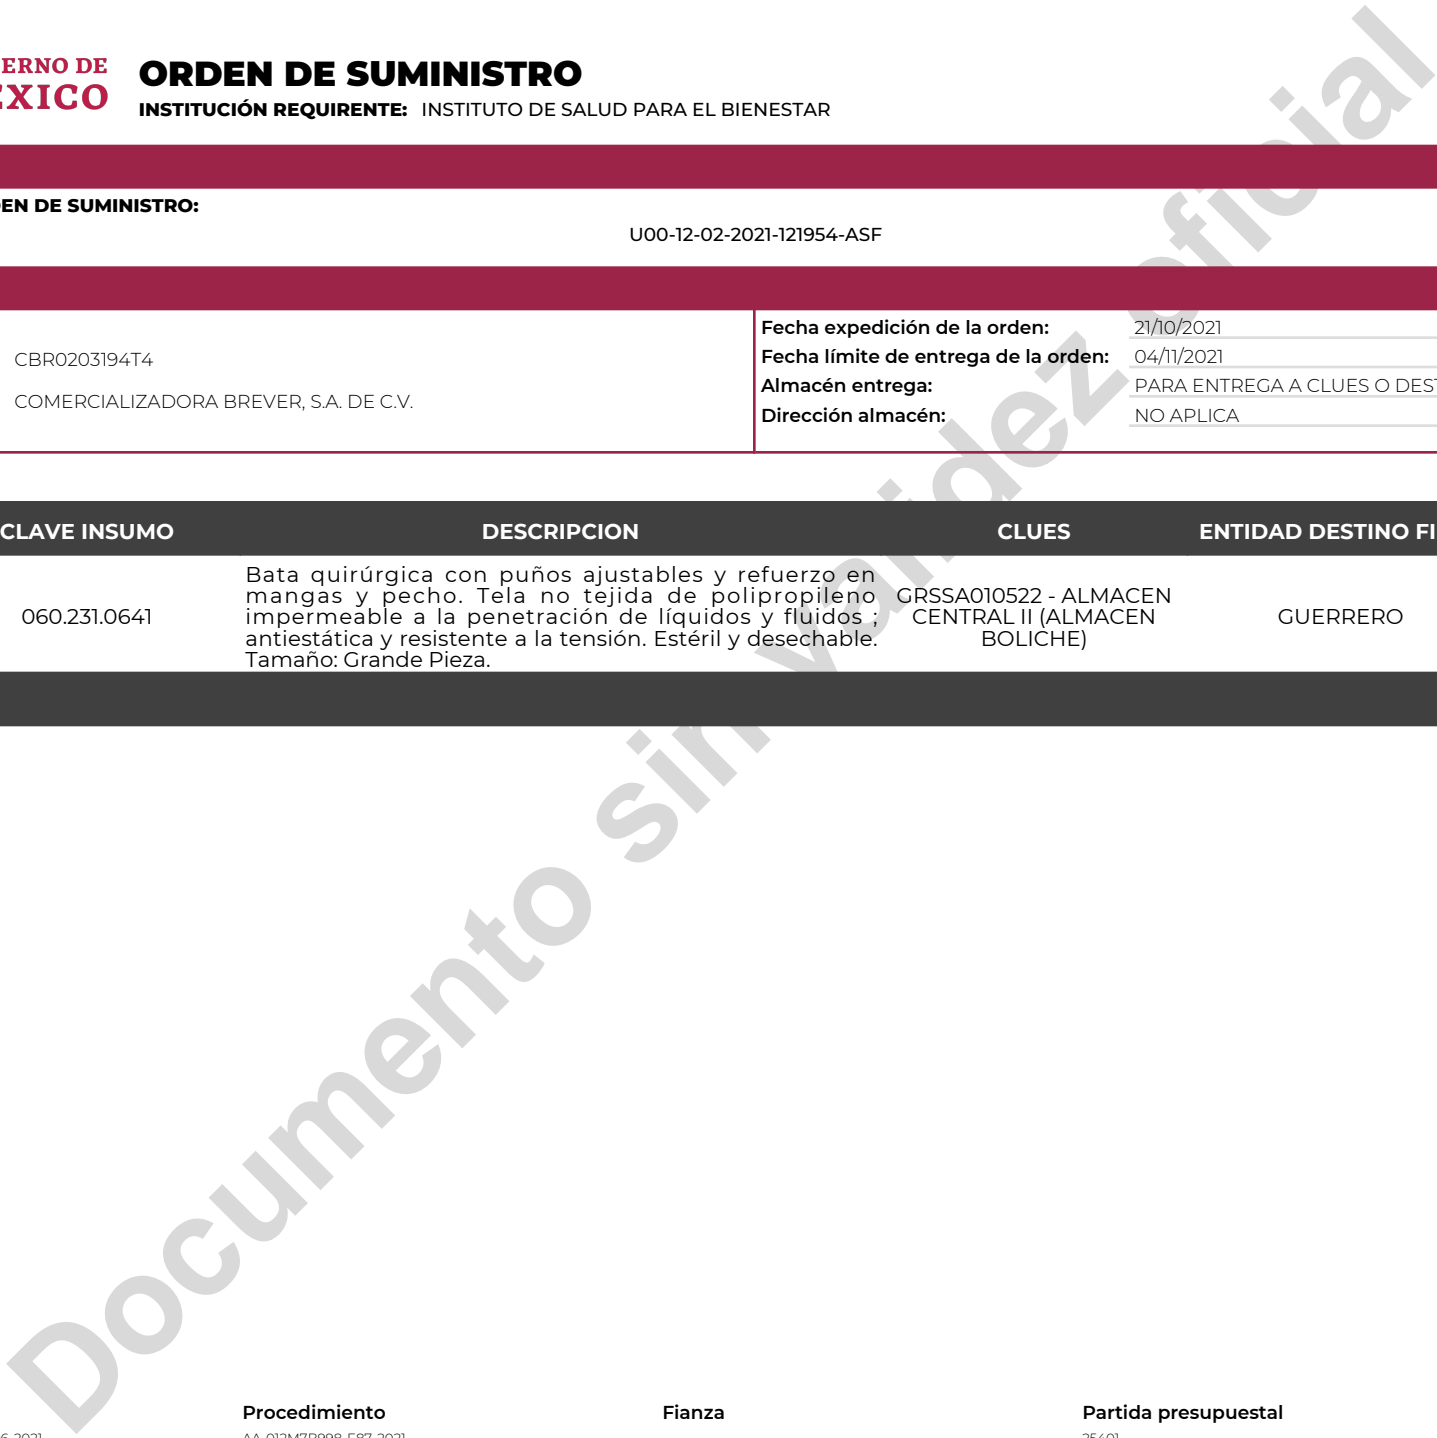 ERNO DE
ÉXICO
ORDEN DE SUMINISTRO
INSTITUCIÓN REQUIRENTE: INSTITUTO DE SALUD PARA EL BIENESTAR
EN DE SUMINISTRO:
U00-12-02-2021-121954-ASF
CBR0203194T4
COMERCIALIZADORA BREVER, S.A. DE C.V.
Fecha expedición de la orden: 21/10/2021
Fecha límite de entrega de la orden: 04/11/2021
Almacén entrega: PARA ENTREGA A CLUES O DEST
Dirección almacén: NO APLICA
CLAVE INSUMO DESCRIPCION CLUES ENTIDAD DESTINO FI
060.231.0641
Bata quirúrgica con puños ajustables y refuerzo en
mangas y pecho. Tela no tejida de polipropileno
impermeable a la penetración de líquidos y fluidos ;
antiestática y resistente a la tensión. Estéril y desechable.
Tamaño: Grande Pieza.
GRSSA010522 - ALMACEN
CENTRAL II (ALMACEN
BOLICHE)
GUERRERO
Documento sin validez oficial
Procedimiento Fianza Partida presupuestal